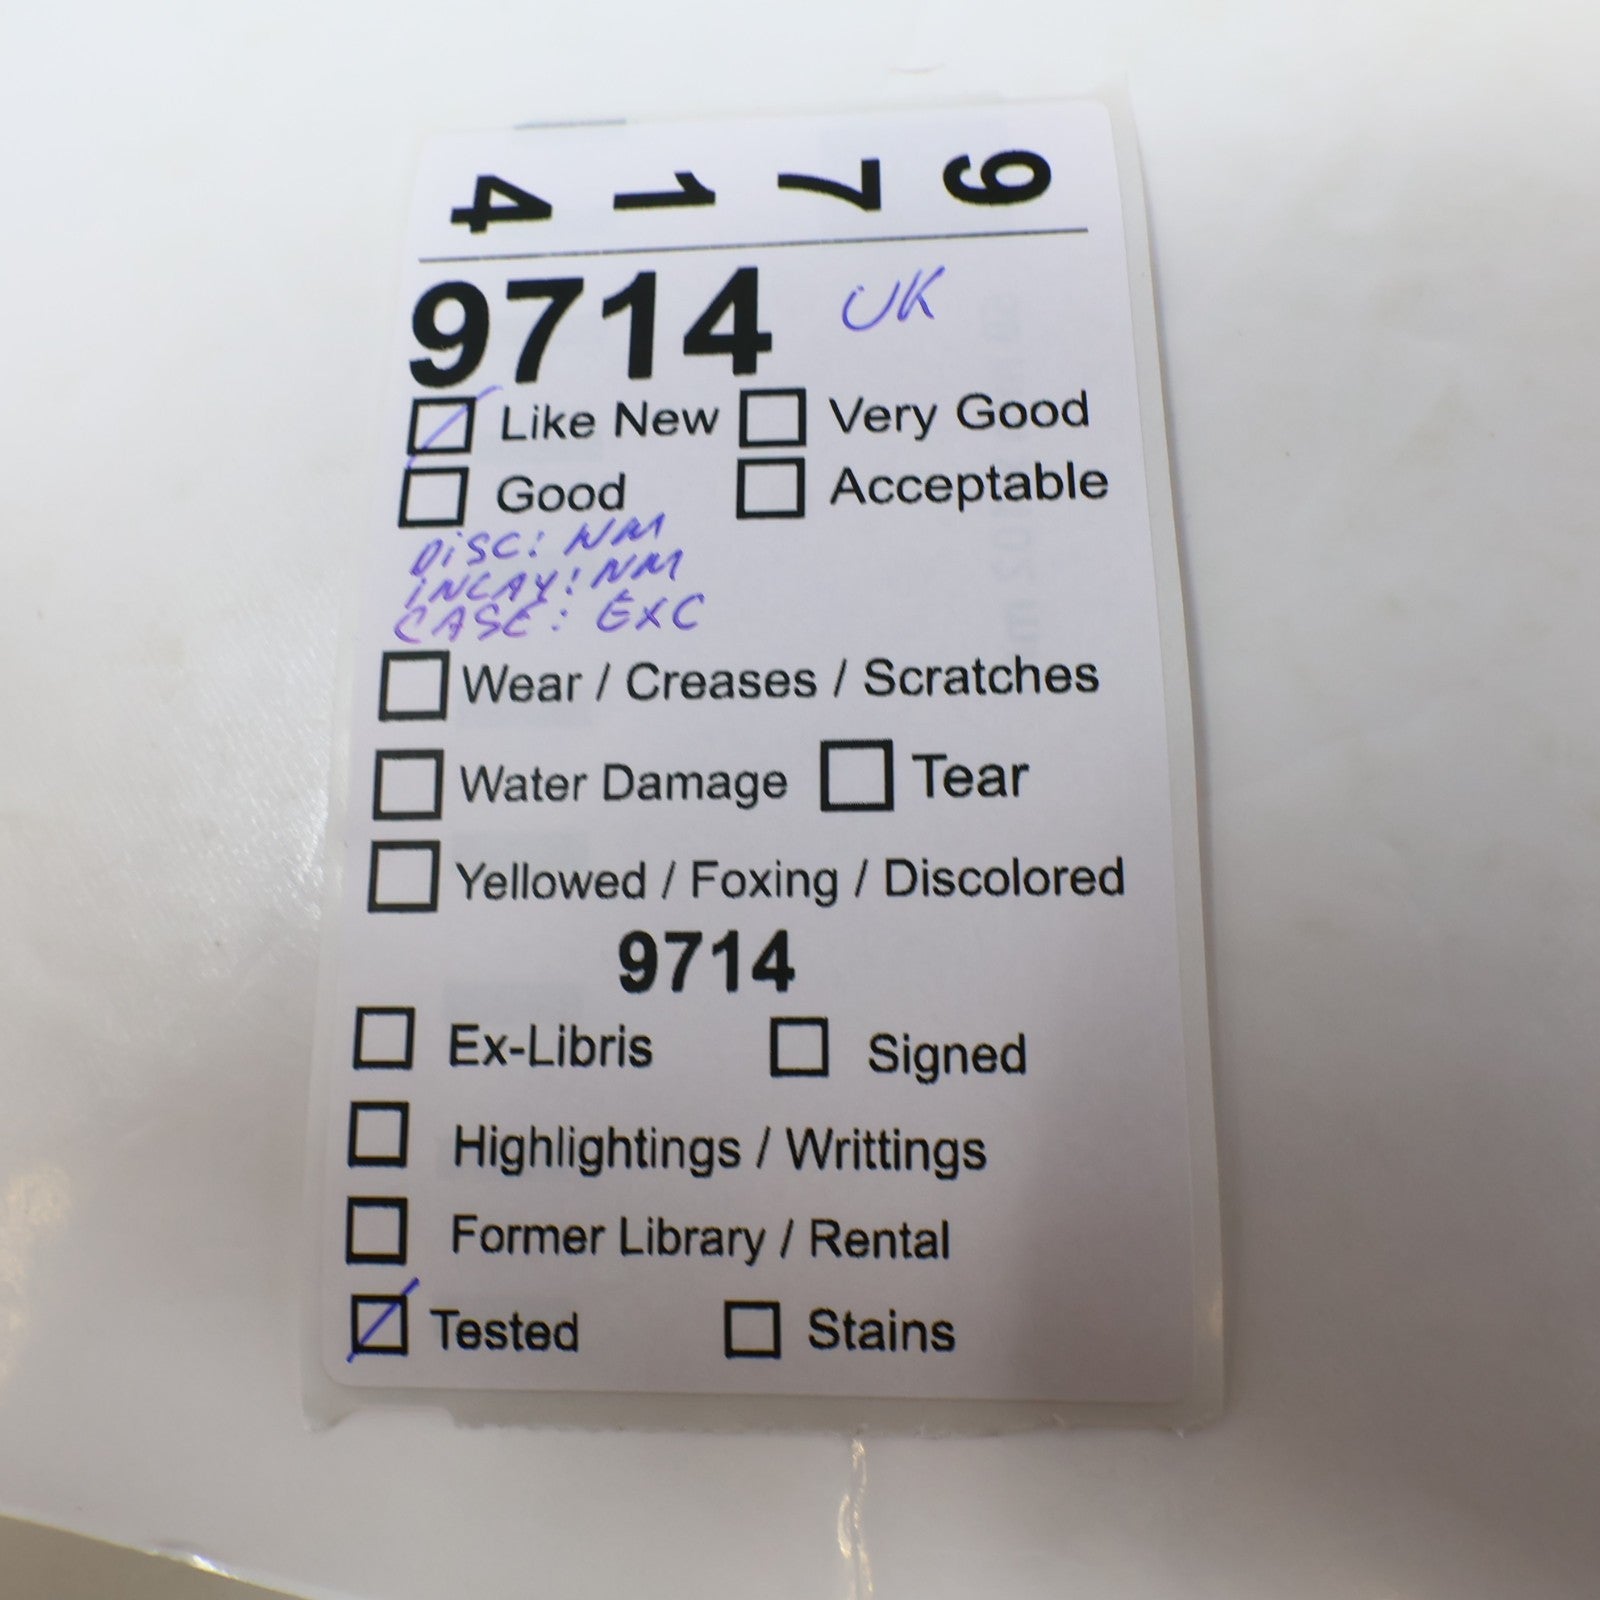 9 7 1 4
9714 UK
Like New Very Good
Good Acceptable
DISC: NM
INLAY: NM
CASE: EXC
Wear / Creases / Scratches
Water Damage Tear
Yellowed / Foxing / Discolored
9714
Ex-Libris Signed
Highlightings / Writtings
Former Library / Rental
Tested Stains